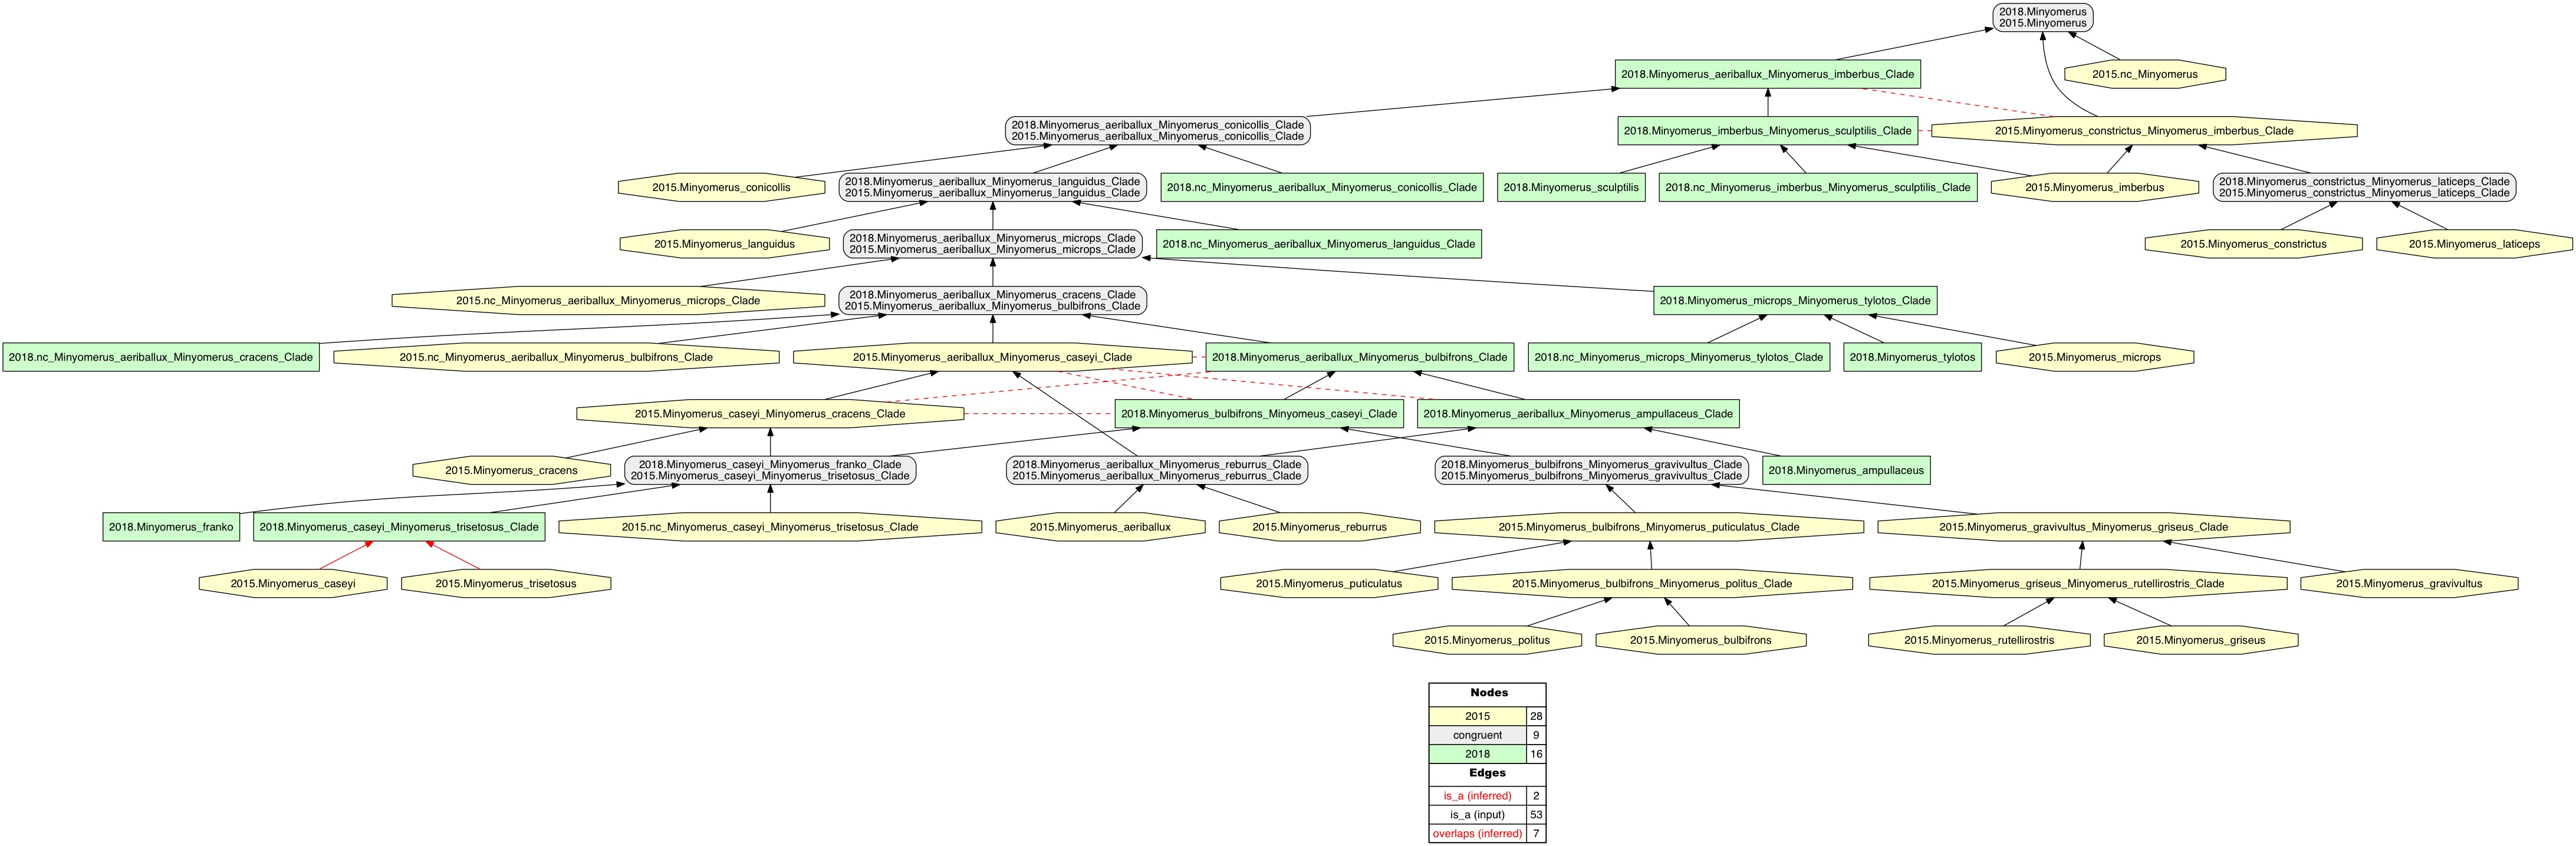 2018.Minyomerus
2015.Minyomerus
2018.Minyomerus_aeriballux_Minyomerus_imberbus_Clade
2015.nc_Minyomerus
2018.Minyomerus_aeriballux_Minyomerus_conicollis_Clade
2015.Minyomerus_aeriballux_Minyomerus_conicollis_Clade
2018.Minyomerus_imberbus_Minyomerus_sculptilis_Clade
2015.Minyomerus_constrictus_Minyomerus_imberbus_Clade
2015.Minyomerus_conicollis
2018.Minyomerus_aeriballux_Minyomerus_languidus_Clade
2015.Minyomerus_aeriballux_Minyomerus_languidus_Clade
2018.nc_Minyomerus_aeriballux_Minyomerus_conicollis_Clade
2018.Minyomerus_sculptilis
2018.nc_Minyomerus_imberbus_Minyomerus_sculptilis_Clade
2015.Minyomerus_imberbus
2018.Minyomerus_constrictus_Minyomerus_laticeps_Clade
2015.Minyomerus_constrictus_Minyomerus_laticeps_Clade
2015.Minyomerus_languidus
2018.Minyomerus_aeriballux_Minyomerus_microps_Clade
2015.Minyomerus_aeriballux_Minyomerus_microps_Clade
2018.nc_Minyomerus_aeriballux_Minyomerus_languidus_Clade
2015.Minyomerus_constrictus
2015.Minyomerus_laticeps
2015.nc_Minyomerus_aeriballux_Minyomerus_microps_Clade
2018.Minyomerus_aeriballux_Minyomerus_cracens_Clade
2015.Minyomerus_aeriballux_Minyomerus_bulbifrons_Clade
2018.Minyomerus_microps_Minyomerus_tylotos_Clade
2018.nc_Minyomerus_aeriballux_Minyomerus_cracens_Clade
2015.nc_Minyomerus_aeriballux_Minyomerus_bulbifrons_Clade
2015.Minyomerus_aeriballux_Minyomerus_caseyi_Clade
2018.Minyomerus_aeriballux_Minyomerus_bulbifrons_Clade
2018.nc_Minyomerus_microps_Minyomerus_tylotos_Clade
2018.Minyomerus_tylotos
2015.Minyomerus_microps
2015.Minyomerus_caseyi_Minyomerus_cracens_Clade
2018.Minyomerus_bulbifrons_Minyomeus_caseyi_Clade
2018.Minyomerus_aeriballux_Minyomerus_ampullaceus_Clade
2015.Minyomerus_cracens
2018.Minyomerus_caseyi_Minyomerus_franko_Clade
2015.Minyomerus_caseyi_Minyomerus_trisetosus_Clade
2018.Minyomerus_aeriballux_Minyomerus_reburrus_Clade
2015.Minyomerus_aeriballux_Minyomerus_reburrus_Clade
2018.Minyomerus_bulbifrons_Minyomerus_gravivultus_Clade
2015.Minyomerus_bulbifrons_Minyomerus_gravivultus_Clade
2018.Minyomerus_ampullaceus
2018.Minyomerus_franko
2018.Minyomerus_caseyi_Minyomerus_trisetosus_Clade
2015.nc_Minyomerus_caseyi_Minyomerus_trisetosus_Clade
2015.Minyomerus_aeriballux
2015.Minyomerus_reburrus
2015.Minyomerus_bulbifrons_Minyomerus_puticulatus_Clade
2015.Minyomerus_gravivultus_Minyomerus_griseus_Clade
2015.Minyomerus_caseyi
2015.Minyomerus_trisetosus
2015.Minyomerus_puticulatus
2015.Minyomerus_bulbifrons_Minyomerus_politus_Clade
2015.Minyomerus_griseus_Minyomerus_rutellirostris_Clade
2015.Minyomerus_gravivultus
2015.Minyomerus_politus
2015.Minyomerus_bulbifrons
2015.Minyomerus_rutellirostris
2015.Minyomerus_griseus
Nodes
2015 28
congruent 9
2018 16
Edges
is_a (inferred) 2
is_a (input) 53
overlaps (inferred) 7